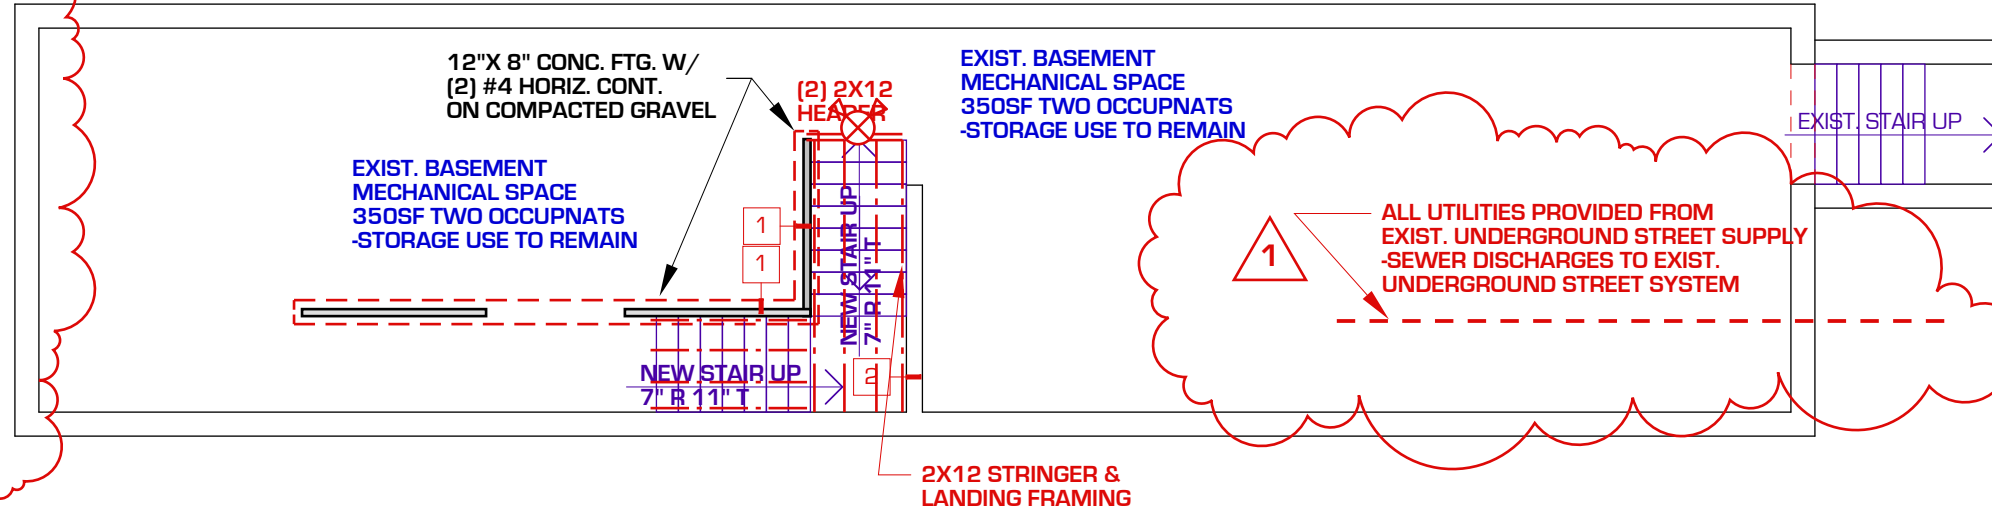 12"X 8" CONC. FTG. W/
(2) #4 HORIZ. CONT.
ON COMPACTED GRAVEL
(2) 2X12
HEADER
EXIST. BASEMENT
MECHANICAL SPACE
350SF TWO OCCUPNATS
-STORAGE USE TO REMAIN
EXIST. STAIR UP
EXIST. BASEMENT
MECHANICAL SPACE
350SF TWO OCCUPNATS
-STORAGE USE TO REMAIN
1
1
NEW STAIR UP
7" R 11" T
1
ALL UTILITIES PROVIDED FROM
EXIST. UNDERGROUND STREET SUPPLY
-SEWER DISCHARGES TO EXIST.
UNDERGROUND STREET SYSTEM
NEW STAIR UP
7" R 11" T
2
2X12 STRINGER &
LANDING FRAMING